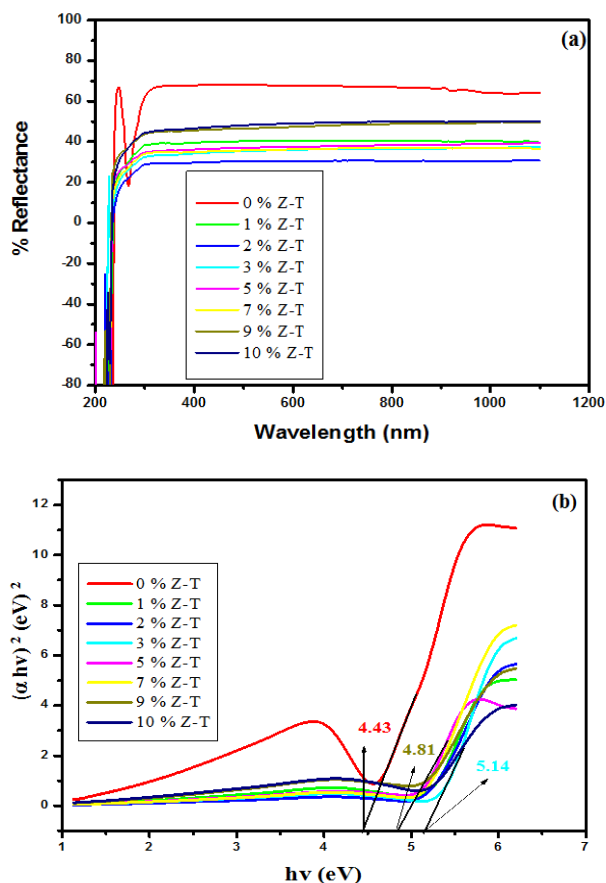 (a)
100
80
60
40
20
0
-20
-40
-60
-80
% Reflectance
0 % Z-T
1 % Z-T
2 % Z-T
3 % Z-T
5 % Z-T
7 % Z-T
9 % Z-T
10 % Z-T
200 400 600 800 1000 1200
Wavelength (nm)
(b)
12
10
8
6
4
2
0
(α hν) ² (eV) ²
0 % Z-T
1 % Z-T
2 % Z-T
3 % Z-T
5 % Z-T
7 % Z-T
9 % Z-T
10 % Z-T
4.43
4.81
5.14
1 2 3 4 5 6 7
hν (eV)